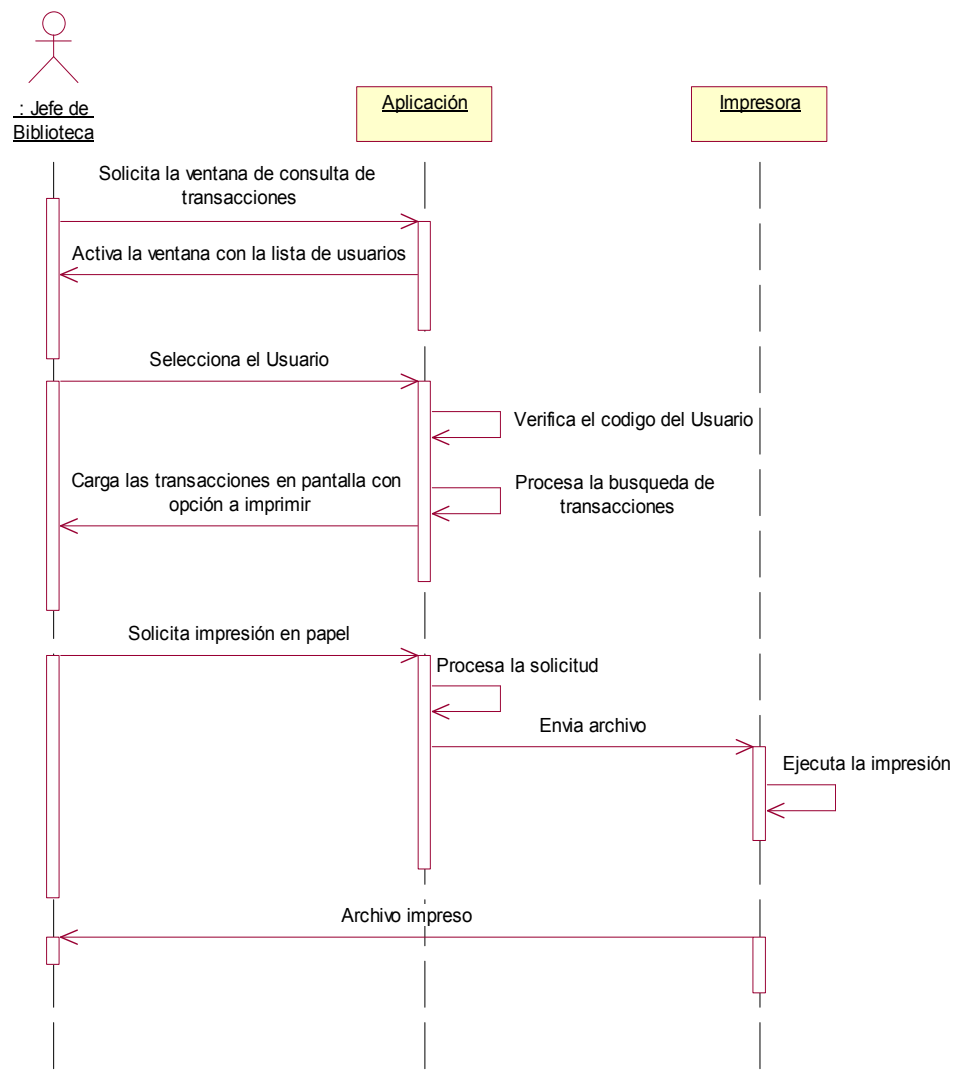 : Jefe de
Biblioteca
Aplicación
Impresora
Solicita la ventana de consulta de
transacciones
Activa la ventana con la lista de usuarios
Selecciona el Usuario
Verifica el codigo del Usuario
Carga las transacciones en pantalla con
opción a imprimir
Procesa la busqueda de
transacciones
Solicita impresión en papel
Procesa la solicitud
Envia archivo
Ejecuta la impresión
Archivo impreso